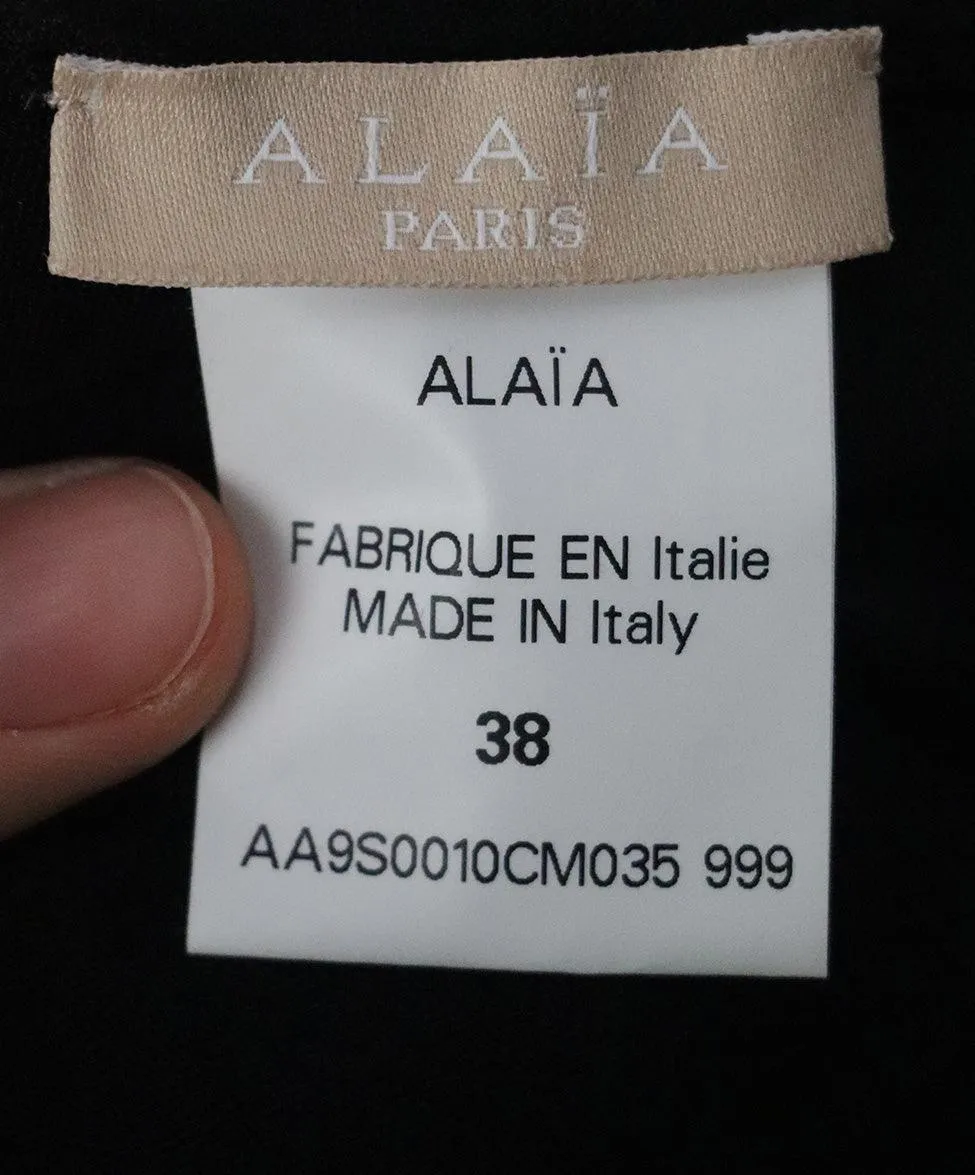 ALAÏA
PARIS
ALAÏA
FABRIQUE EN Italie
MADE IN Italy
38
AA9S0010CM035 999